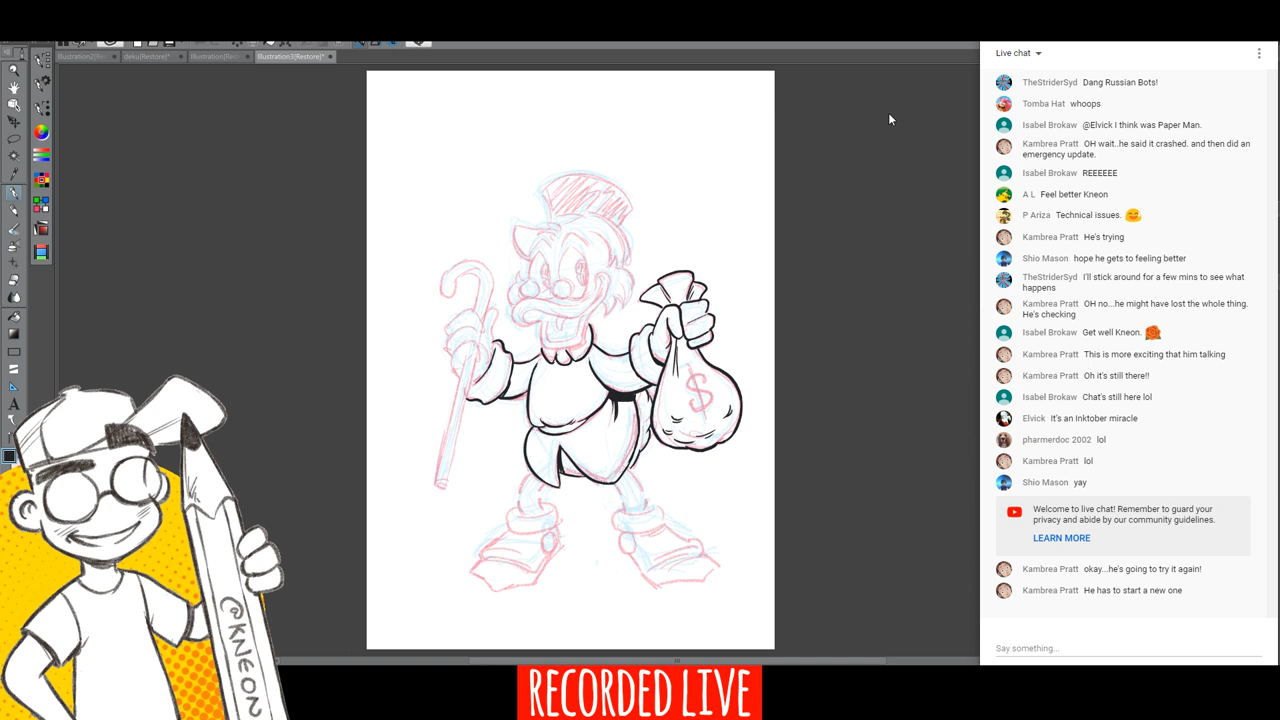 Illustration2[Res
deku[Restore]*
Illustration[Res
Illustration3[Restore]*
Live chat
TheStriderSyd Dang Russian Bots!
Tomba Hat whoops
Isabel Brokaw @Elvick I think was Paper Man.
Kambrea Pratt OH wait..he said it crashed. and then did an
emergency update.
Isabel Brokaw REEEEEE
A L Feel better Kneon
P Ariza Technical issues.
Kambrea Pratt He's trying
Shio Mason hope he gets to feeling better
TheStriderSyd I'll stick around for a few mins to see what
happens
Kambrea Pratt OH no...he might have lost the whole thing.
He's checking
Isabel Brokaw Get well Kneon.
Kambrea Pratt This is more exciting that him talking
Kambrea Pratt Oh it's still there!!
Isabel Brokaw Chat's still here lol
Elvick It's an Inktober miracle
pharmerdoc 2002 lol
Kambrea Pratt lol
Shio Mason yay
Welcome to live chat! Remember to guard your
privacy and abide by our community guidelines.
LEARN MORE
Kambrea Pratt okay...he's going to try it again!
Kambrea Pratt He has to start a new one
Say something...
$
A
@KNEON
RECORDED LIVE